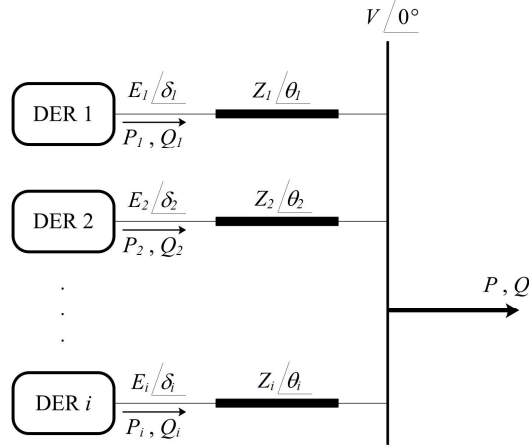 V∠0°
E₁∠δ₁ Z₁∠θ₁
DER 1
P₁ , Q₁
E₂∠δ₂ Z₂∠θ₂
DER 2
P₂ , Q₂
P , Q
Eᵢ∠δᵢ Zᵢ∠θᵢ
DER i
Pᵢ , Qᵢ